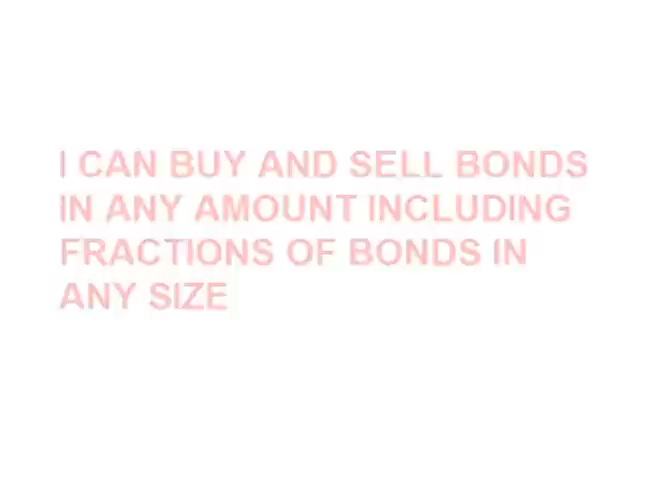 I CAN BUY AND SELL BONDS
IN ANY AMOUNT INCLUDING
FRACTIONS OF BONDS IN
ANY SIZE